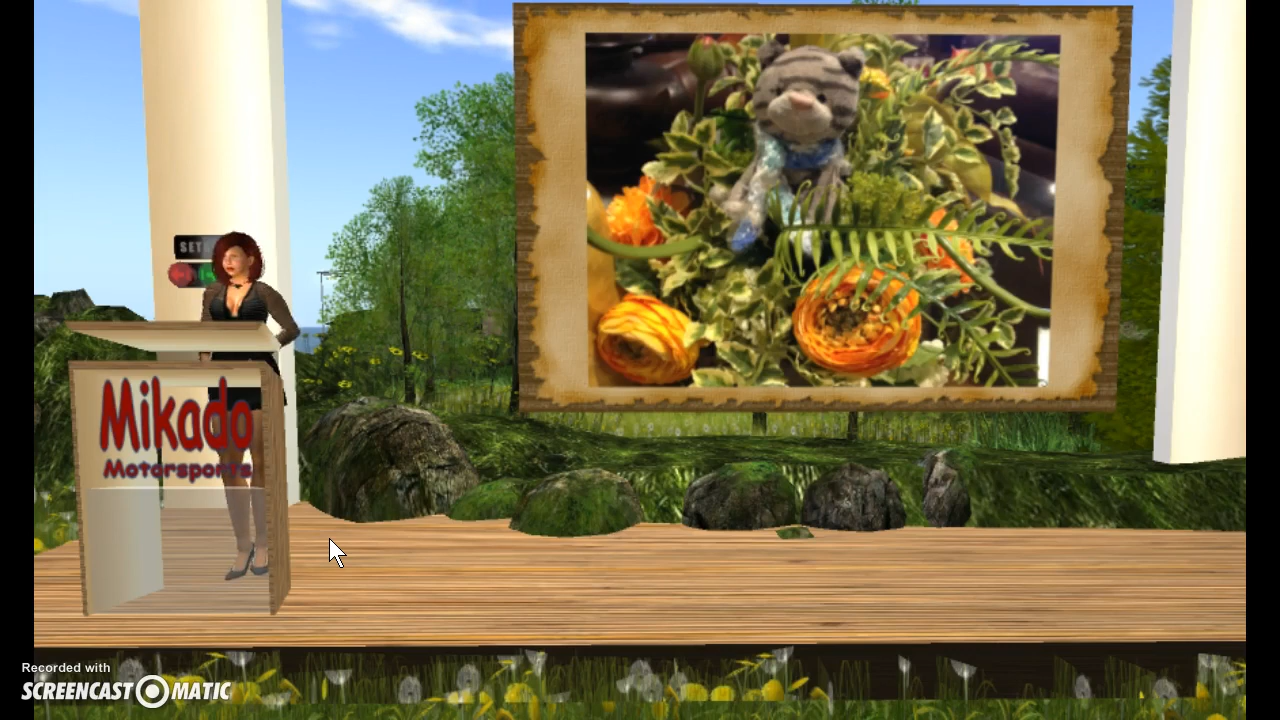 SET
Mikado
Motorsports
Recorded with
SCREENCAST MATIC